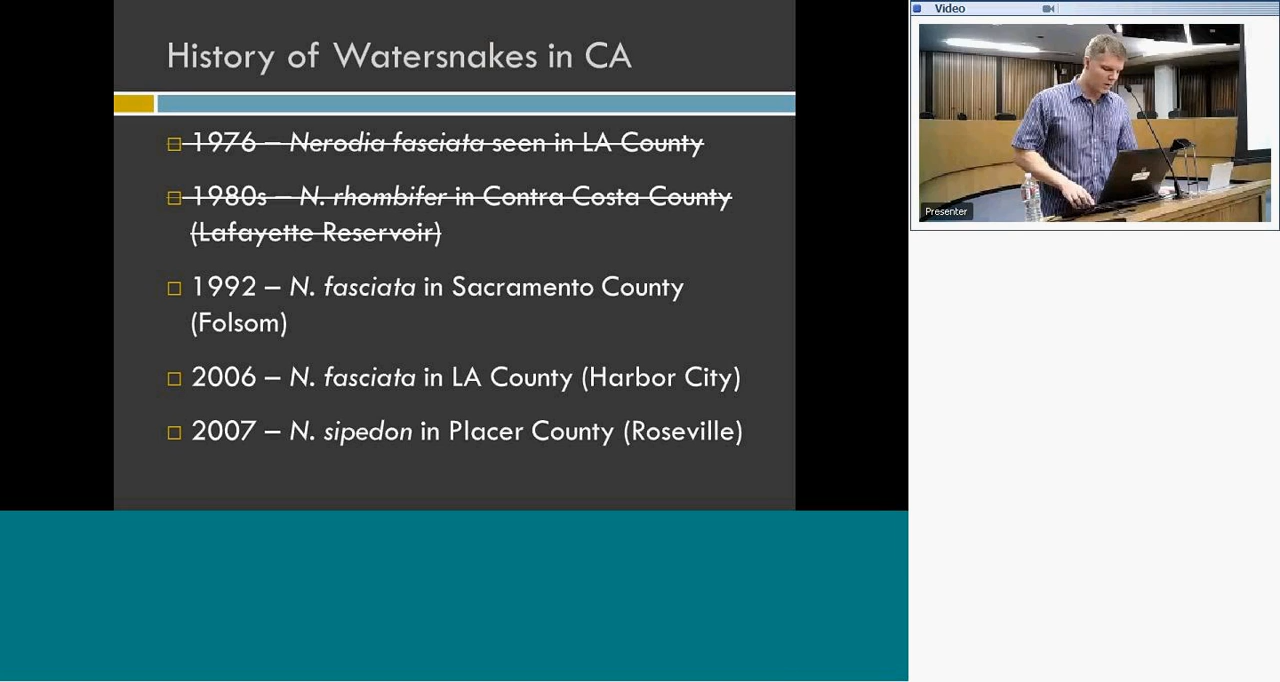 History of Watersnakes in CA
1976 – Nerodia fasciata seen in LA County
1980s – N. rhombifer in Contra Costa County
(Lafayette Reservoir)
1992 – N. fasciata in Sacramento County
(Folsom)
2006 – N. fasciata in LA County (Harbor City)
2007 – N. sipedon in Placer County (Roseville)
Video
Presenter